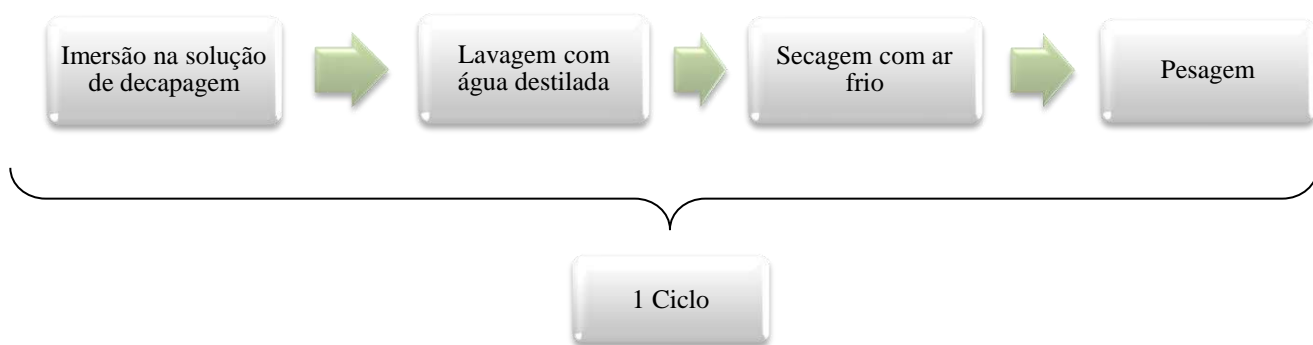 Imersão na solução
de decapagem
Lavagem com
água destilada
Secagem com ar
frio
Pesagem
1 Ciclo